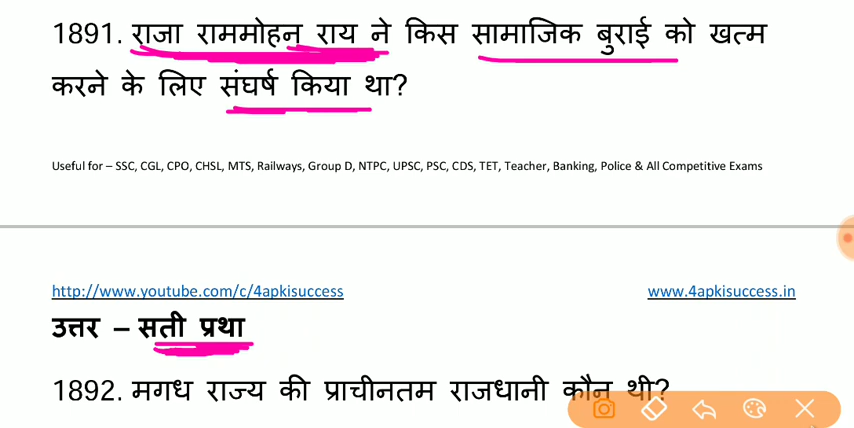 1891. राजा राममोहन राय ने किस सामाजिक बुराई को खत्म
करने के लिए संघर्ष किया था?
Useful for – SSC, CGL, CPO, CHSL, MTS, Railways, Group D, NTPC, UPSC, PSC, CDS, TET, Teacher, Banking, Police & All Competitive Exams
http://www.youtube.com/c/4apkisuccess www.4apkisuccess.in
उत्तर – सती प्रथा
1892. मगध राज्य की प्राचीनतम राजधानी कौन थी?